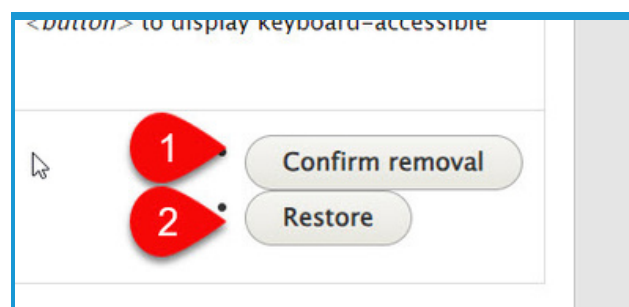 <button> to display keyboard-accessible
1
Confirm removal
2
Restore